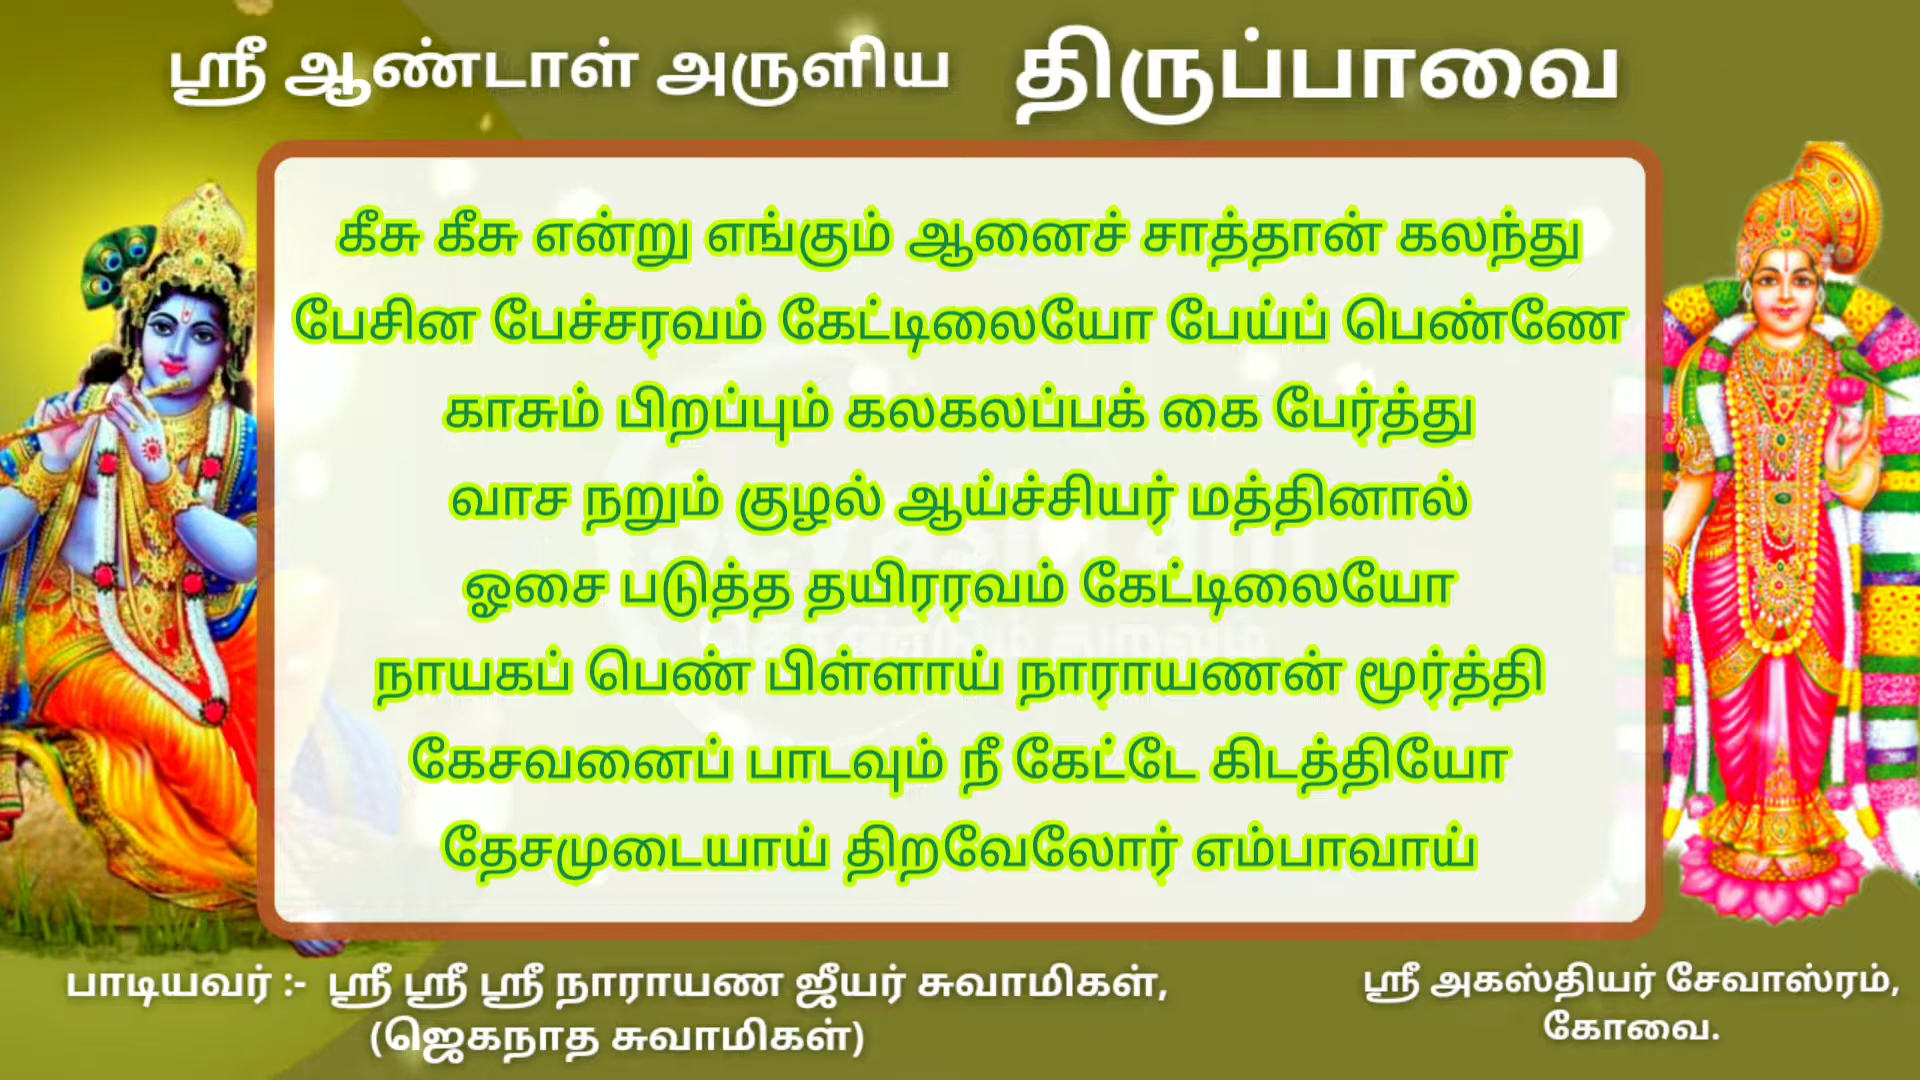 ஸ்ரீ ஆண்டாள் அருளிய திருப்பாவை
கீசு கீசு என்று எங்கும் ஆனைச் சாத்தான் கலந்து
பேசின பேச்சரவம் கேட்டிலையோ பேய்ப் பெண்ணே
காசும் பிறப்பும் கலகலப்பக் கை பேர்த்து
வாச நறும் குழல் ஆய்ச்சியர் மத்தினால்
ஓசை படுத்த தயிரரவம் கேட்டிலையோ
நாயகப் பெண் பிள்ளாய் நாராயணன் மூர்த்தி
கேசவனைப் பாடவும் நீ கேட்டே கிடத்தியோ
தேசமுடையாய் திறவேலோர் எம்பாவாய்
பாடியவர் :- ஸ்ரீ ஸ்ரீ ஸ்ரீ நாராயண ஜீயர் சுவாமிகள்,
(ஜெகநாத சுவாமிகள்)
ஸ்ரீ அகஸ்தியர் சேவாஸ்ரம்,
கோவை.